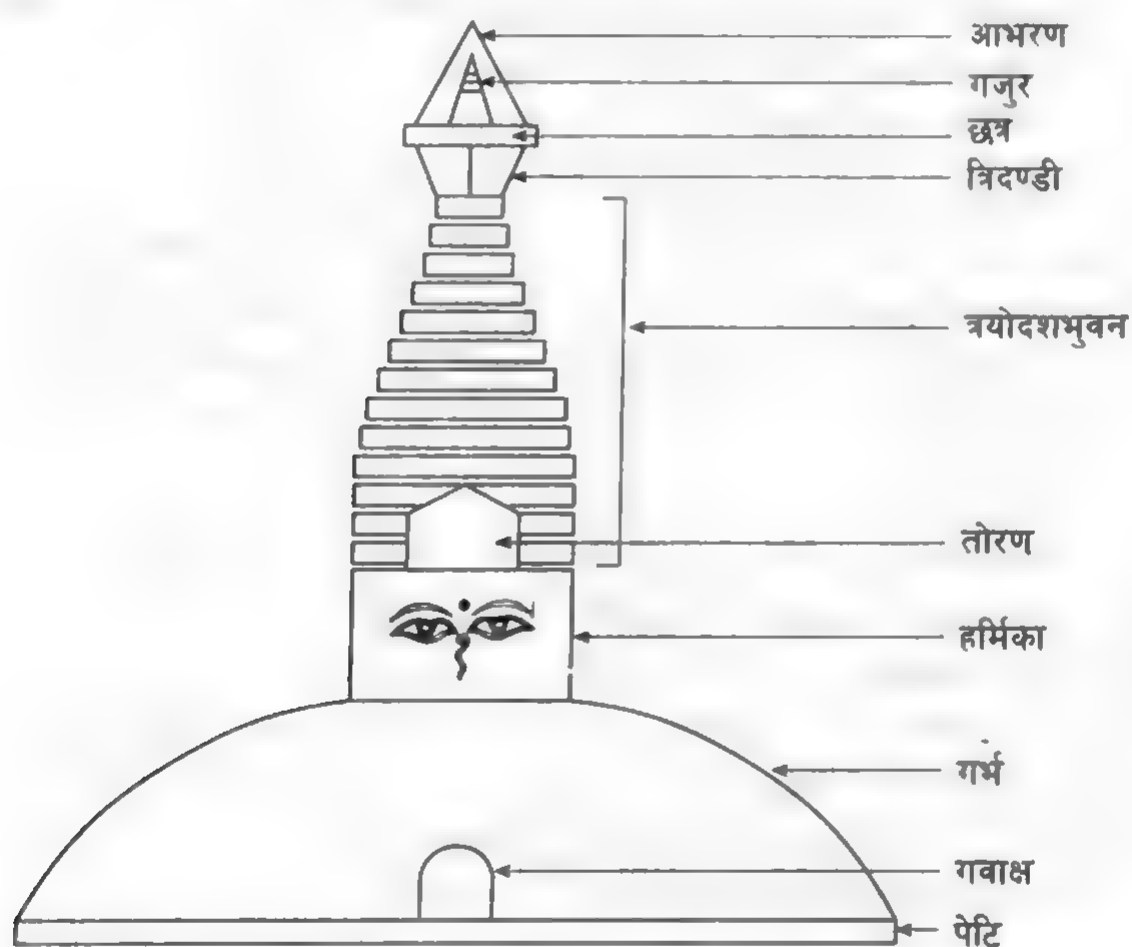 आभरण
गजुर
छत्र
त्रिदण्डी
त्रयोदशभुवन
तोरण
हर्मिका
गर्भ
गवाक्ष
पेटि